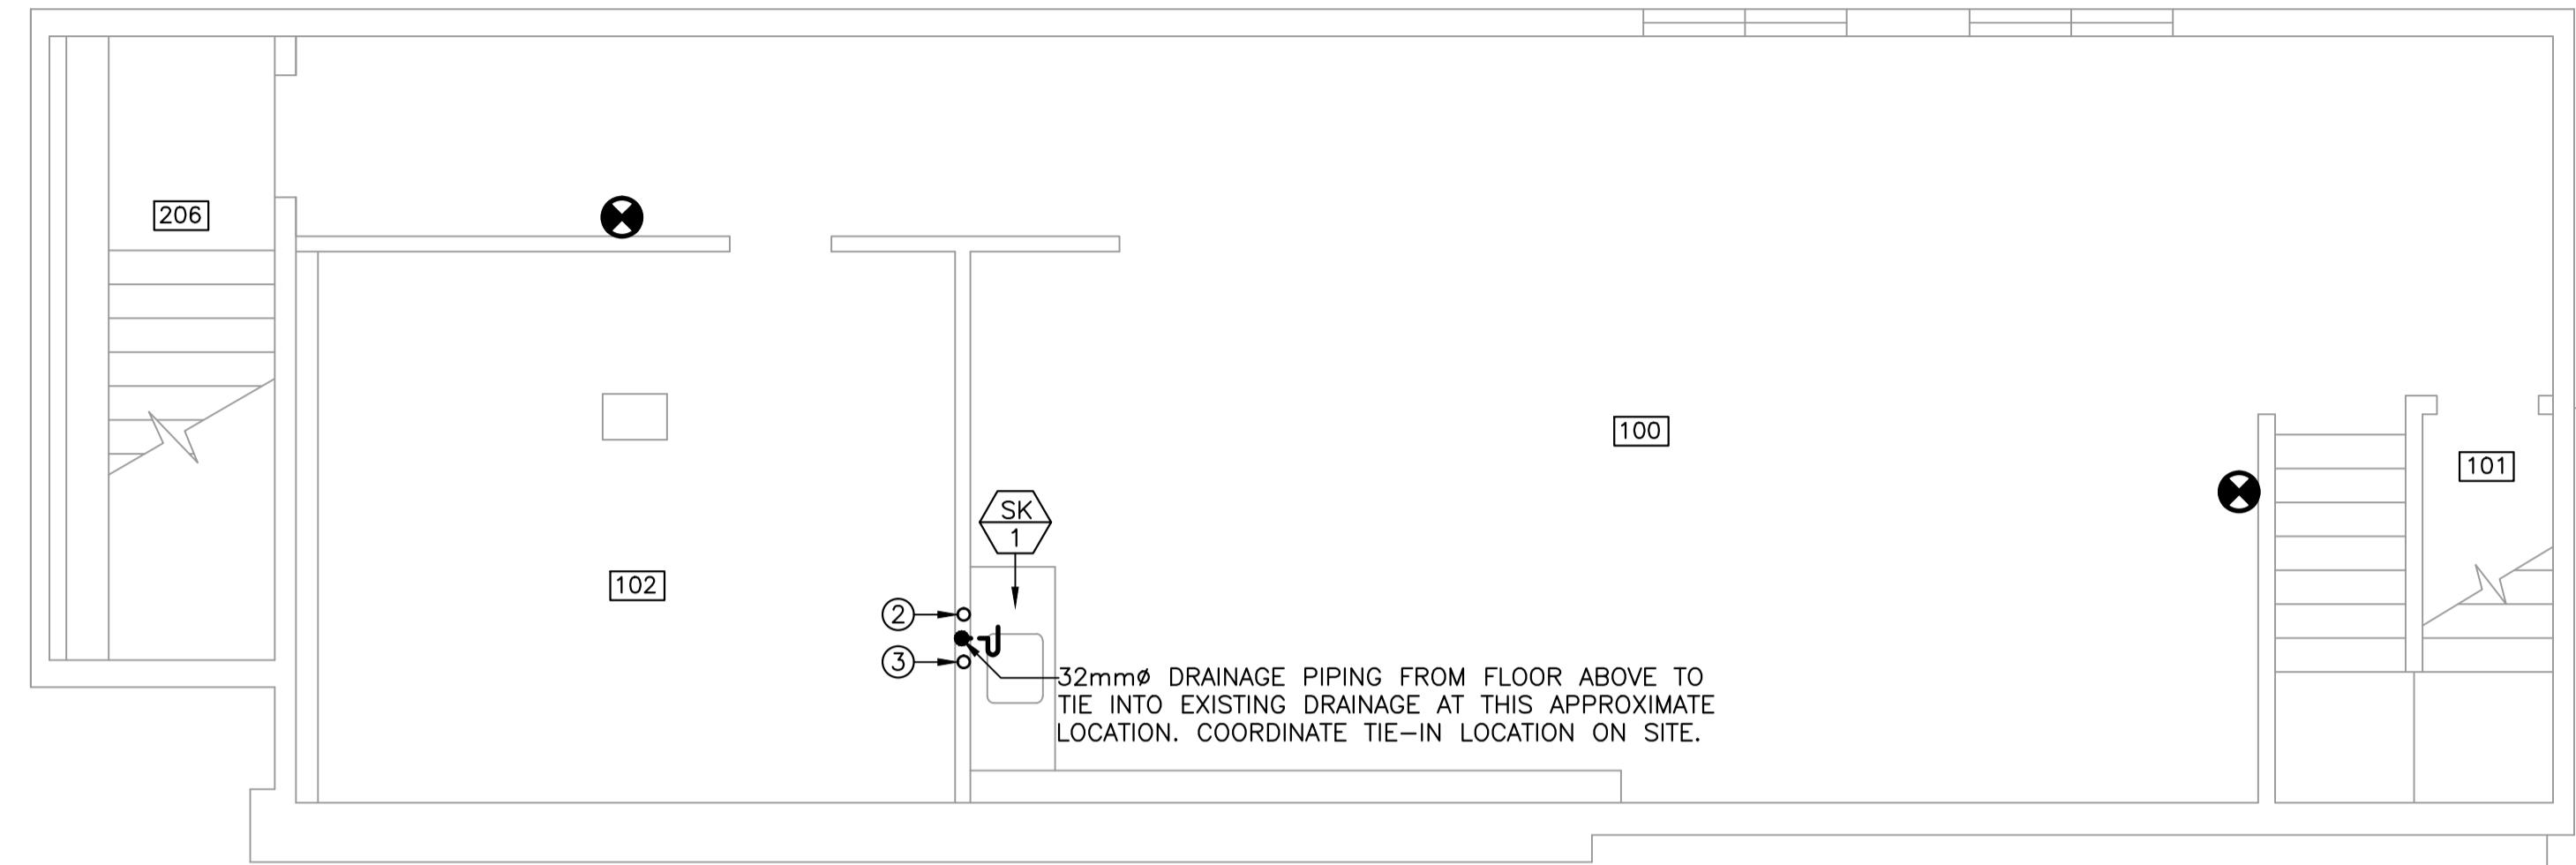 206
100
101
SK
1
102
2
3
32mmø DRAINAGE PIPING FROM FLOOR ABOVE TO
TIE INTO EXISTING DRAINAGE AT THIS APPROXIMATE
LOCATION. COORDINATE TIE-IN LOCATION ON SITE.